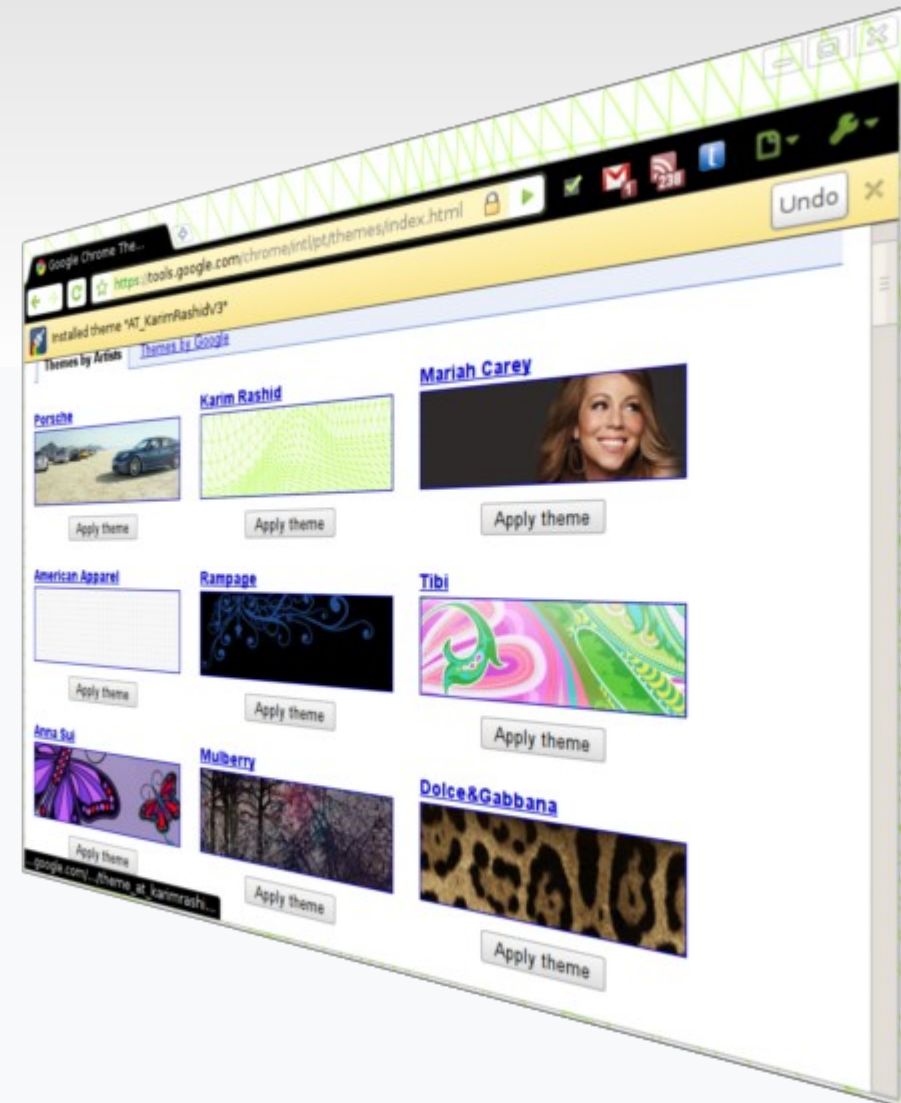 Google Chrome The...
https://tools.google.com/chrome/intl/pt/themes/index.html
1
238
t
Installed theme "AT_KarimRashidV3"
Undo
Themes by Artists
Themes by Google
Porsche
Karim Rashid
Mariah Carey
Apply theme
Apply theme
Apply theme
American Apparel
Rampage
Tibi
Apply theme
Apply theme
Apply theme
Anna Sui
Mulberry
Dolce&Gabbana
Apply theme
Apply theme
Apply theme
...google.com/.../theme_at_karimrashi...